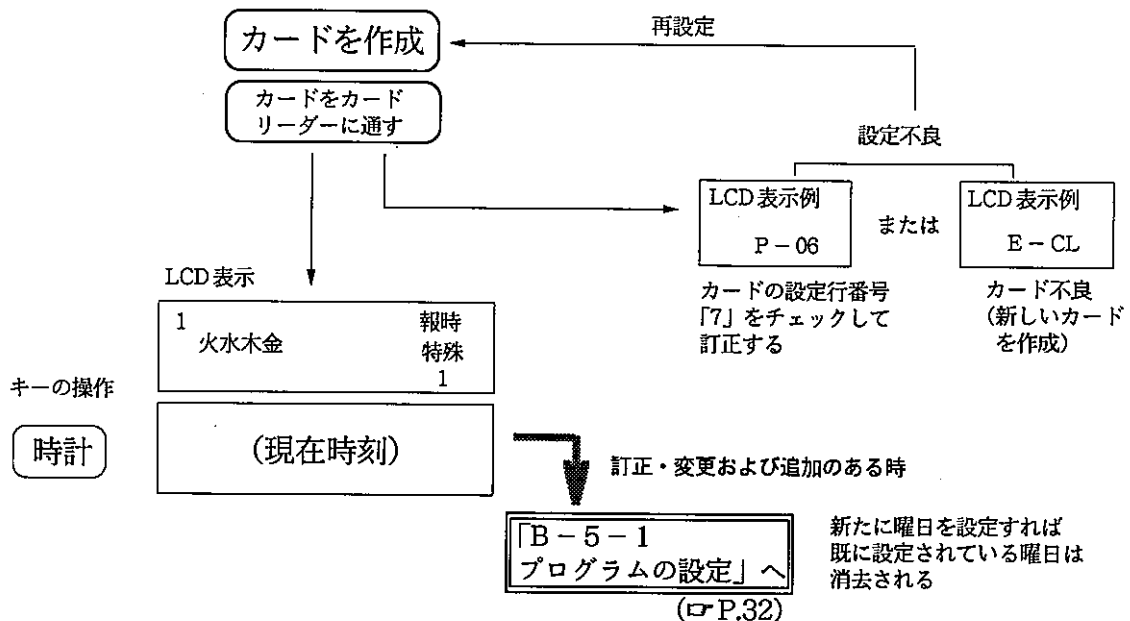 再設定
カードを作成
カードをカード
リーダーに通す
設定不良
LCD表示例
P－06
または
LCD表示例
E－CL
カードの設定行番号
「7」をチェックして
訂正する
カード不良
（新しいカード
を作成）
LCD表示
1
火水木金
報時
特殊
1
キーの操作
時計
(現在時刻)
訂正・変更および追加のある時
「B－5－1
プログラムの設定」へ
(☞P.32)
新たに曜日を設定すれば
既に設定されている曜日は
消去される